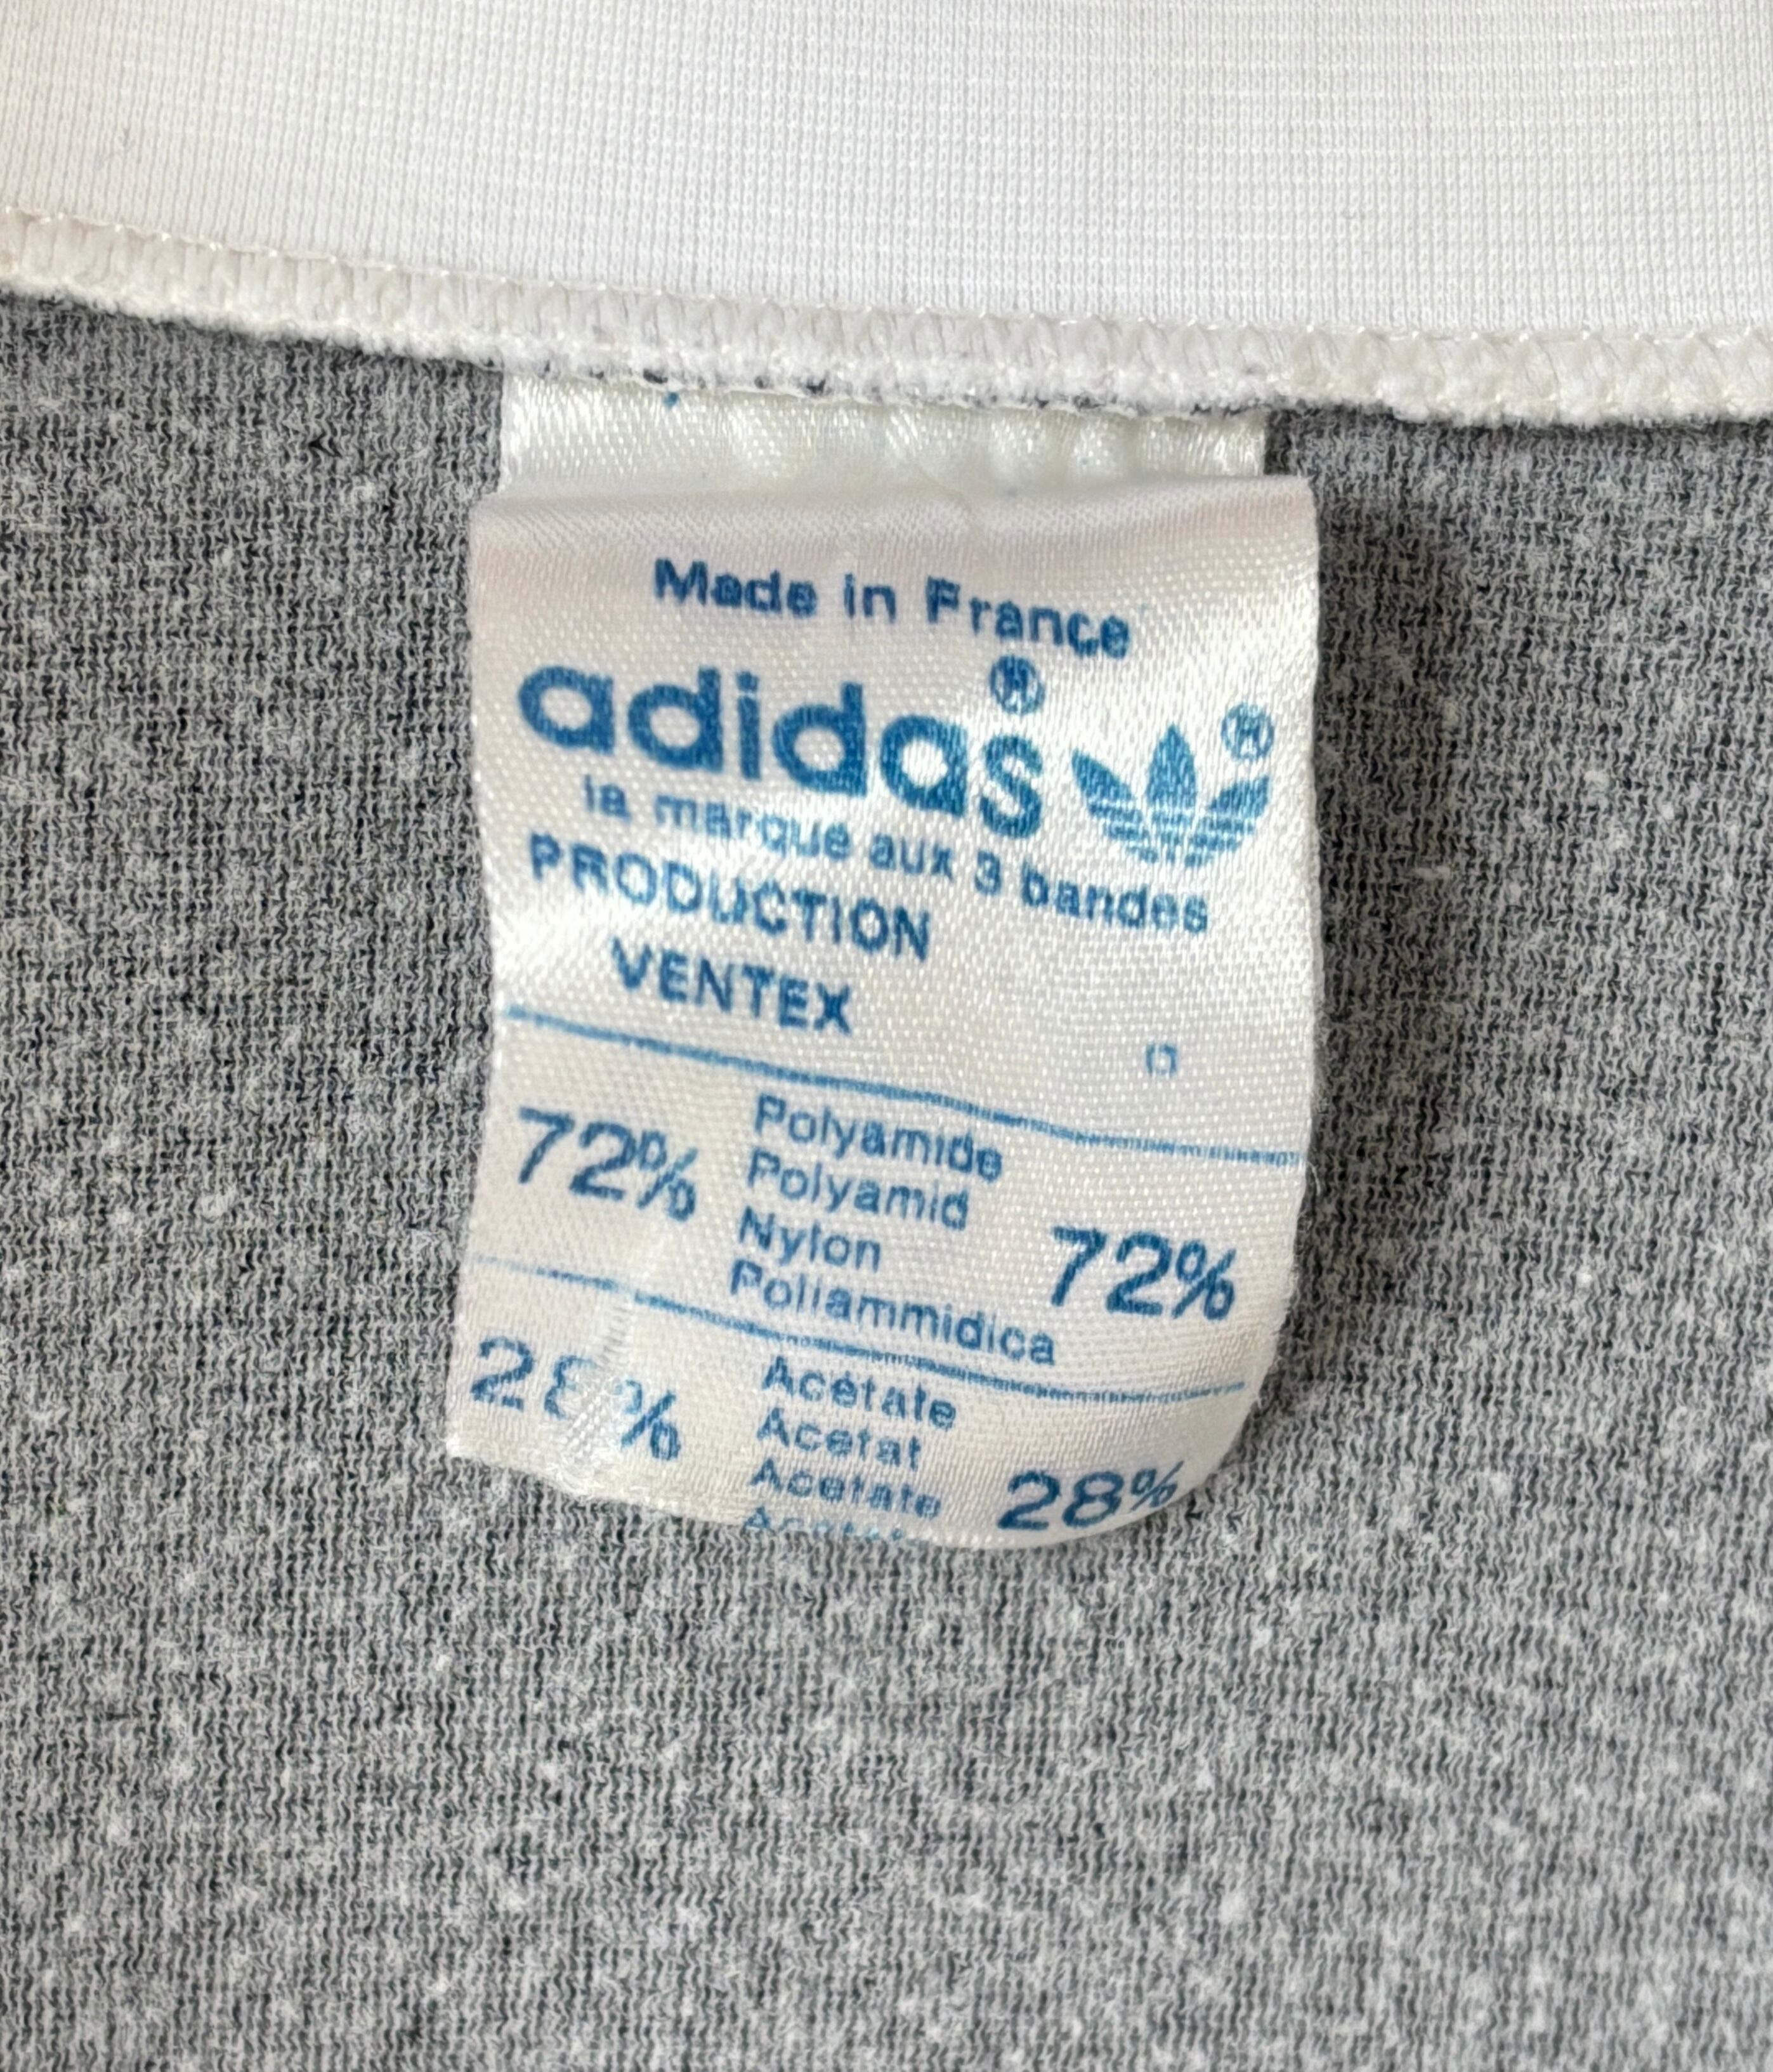 Made in France
adidas®
®
la marque aux 3 bandes
PRODUCTION
VENTEX
72% Polyamide
Polyamid
Nylon 72%
Poliammidica
28% Acétate
Acetat
Acetate 28%